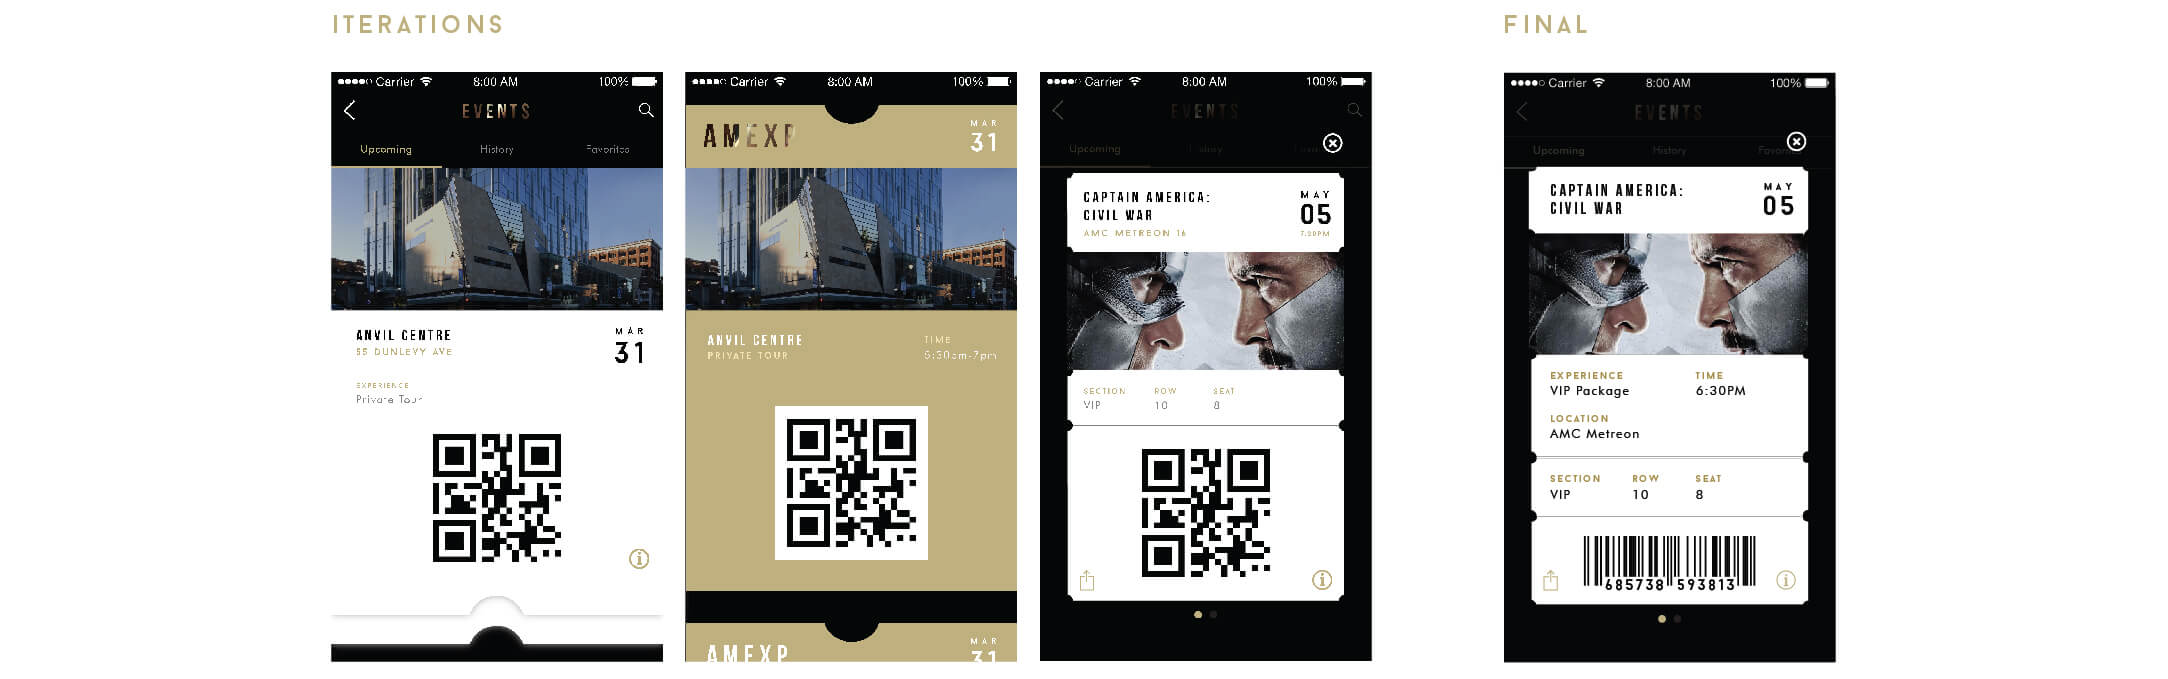 ITERATIONS
FINAL
Carrier 8:00 AM 100%
EVENTS
Upcoming History Favorites
ANVIL CENTRE
55 DUNLEVY AVE
MAR
31
EXPERIENCE
Private Tour
Carrier 8:00 AM 100%
AMEXP
MAR
31
ANVIL CENTRE
PRIVATE TOUR
TIME
5:30pm-7pm
AMEXP
MAR
31
Carrier 8:00 AM 100%
EVENTS
Upcoming History
CAPTAIN AMERICA:
CIVIL WAR
AMC METREON 16
MAY
05
7:30PM
SECTION ROW SEAT
VIP 10 8
Carrier 8:00 AM 100%
EVENTS
Upcoming History
CAPTAIN AMERICA:
CIVIL WAR
MAY
05
EXPERIENCE TIME
VIP Package 6:30PM
LOCATION
AMC Metreon
SECTION ROW SEAT
VIP 10 8
685738 593813